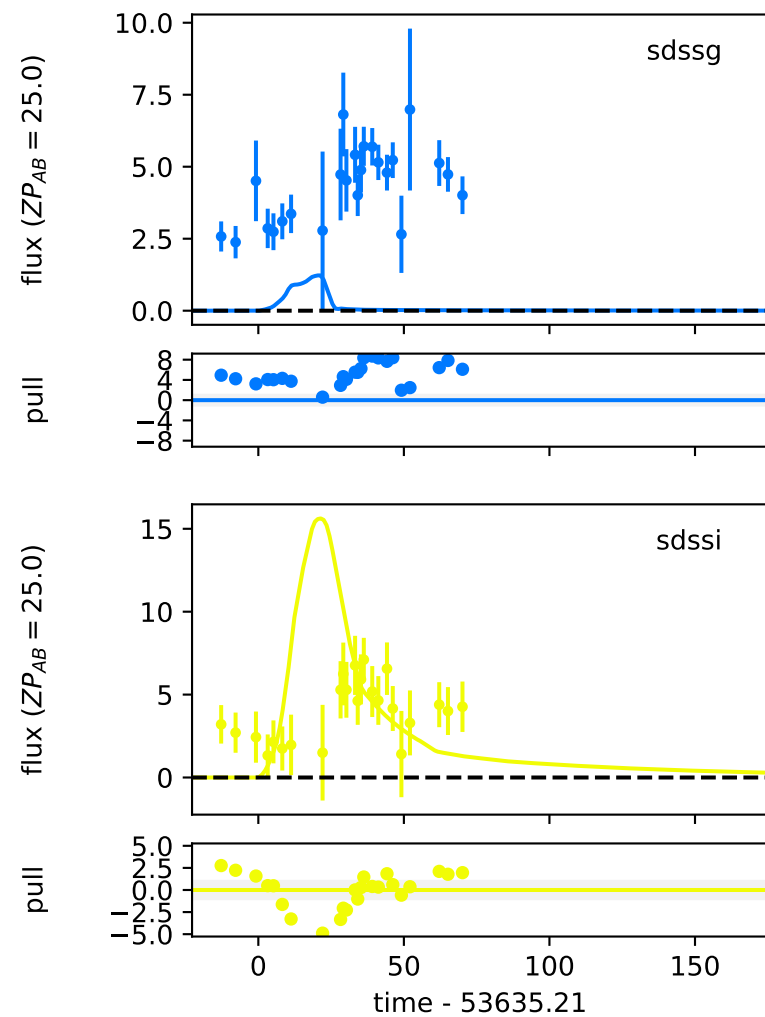 10.0
sdssg
7.5
5.0
2.5
0.0
flux (ZP_AB = 25.0)
8
4
0
−4
−8
pull
15
sdssi
10
5
0
flux (ZP_AB = 25.0)
5.0
2.5
0.0
−2.5
−5.0
pull
0 50 100 150
time - 53635.21